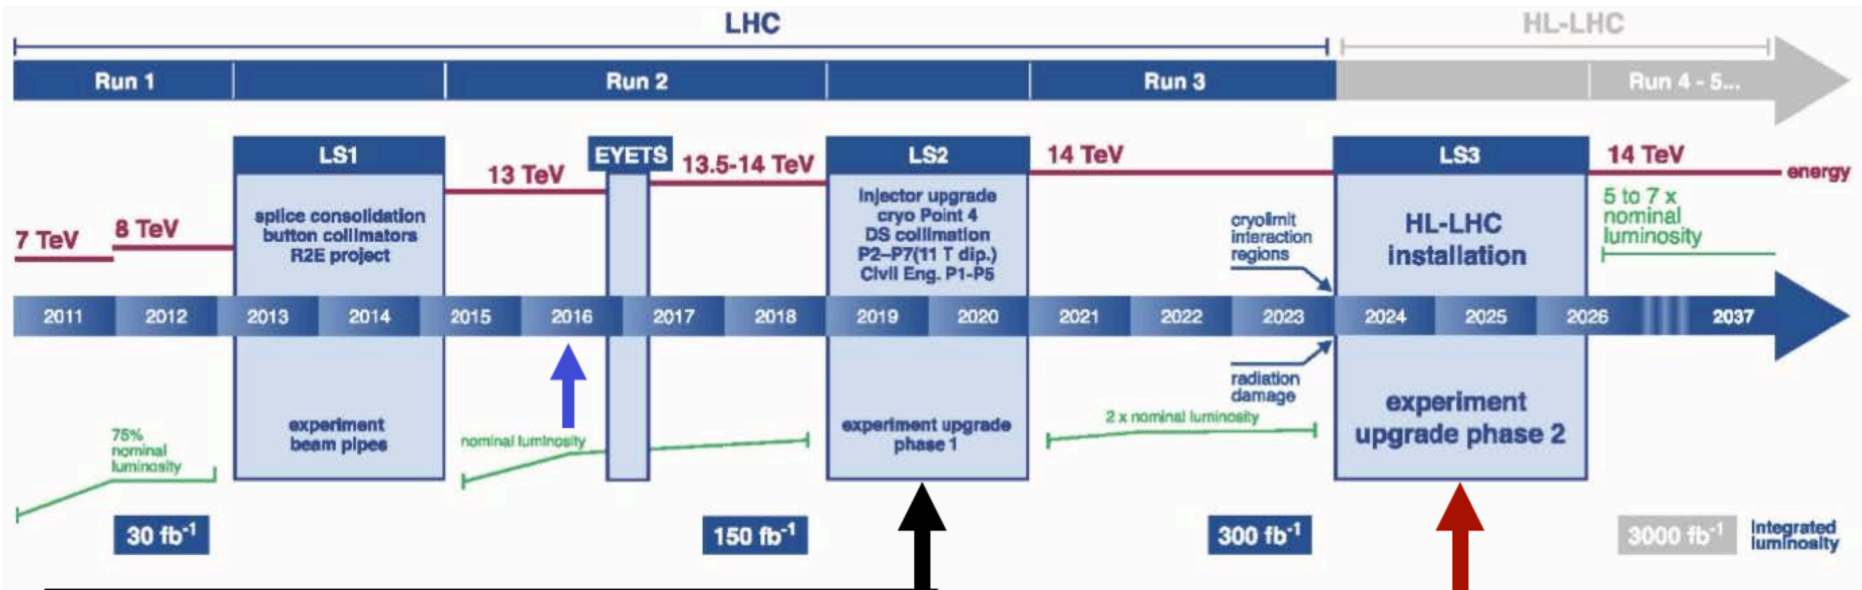 LHC
HL-LHC
Run 1
Run 2
Run 3
Run 4 - 5...
LS1
EYETS
LS2
LS3
7 TeV
8 TeV
13 TeV
13.5-14 TeV
14 TeV
14 TeV
energy
splice consolidation
button collimators
R2E project
Injector upgrade
cryo Point 4
DS collimation
P2-P7(11 T dip.)
Civil Eng. P1-P5
cryolimit
interaction
regions
HL-LHC
installation
5 to 7 x
nominal
luminosity
2011
2012
2013
2014
2015
2016
2017
2018
2019
2020
2021
2022
2023
2024
2025
2026
2037
75%
nominal
luminosity
experiment
beam pipes
nominal luminosity
experiment upgrade
phase 1
2 x nominal luminosity
radiation
damage
experiment
upgrade phase 2
30 fb⁻¹
150 fb⁻¹
300 fb⁻¹
3000 fb⁻¹
Integrated
luminosity